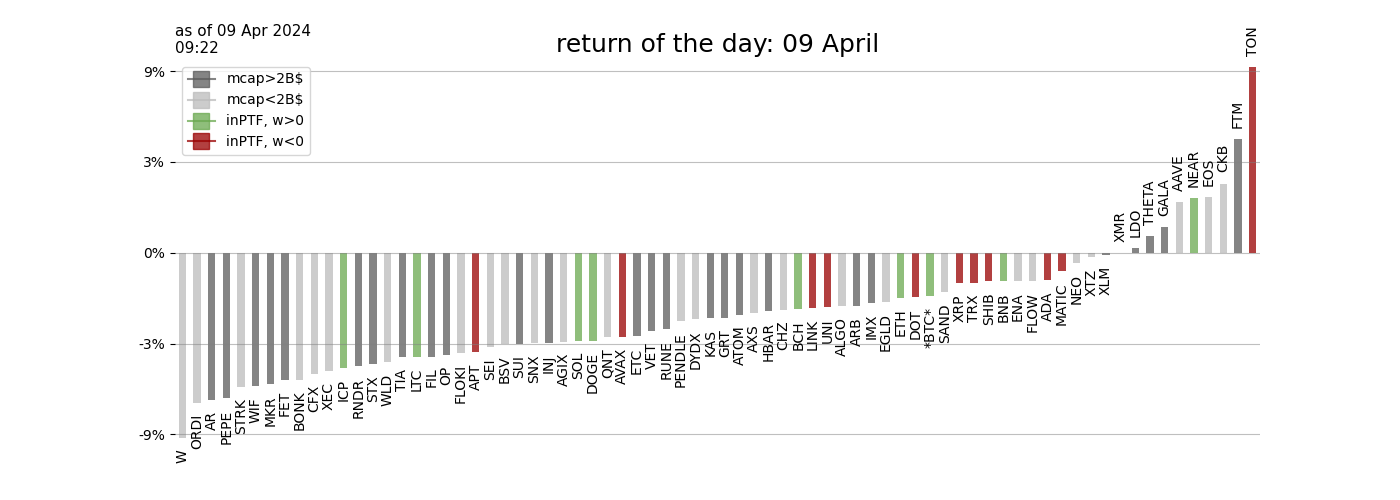 as of 09 Apr 2024
09:22
return of the day: 09 April
mcap>2B$
mcap<2B$
inPTF, w>0
inPTF, w<0
9%
3%
0%
-3%
-9%
W
ORDI
AR
PEPE
STRK
WIF
MKR
FET
BONK
CFX
XEC
ICP
RNDR
STX
WLD
TIA
LTC
FIL
OP
FLOKI
APT
SEI
BSV
SUI
SNX
INJ
AGIX
SOL
DOGE
QNT
AVAX
ETC
VET
RUNE
PENDLE
DYDX
KAS
GRT
ATOM
AXS
HBAR
CHZ
BCH
LINK
UNI
ALGO
ARB
IMX
EGLD
ETH
DOT
*BTC*
SAND
XRP
TRX
SHIB
BNB
ENA
FLOW
ADA
MATIC
NEO
XTZ
XLM
XMR
LDO
THETA
GALA
AAVE
NEAR
EOS
CKB
FTM
TON